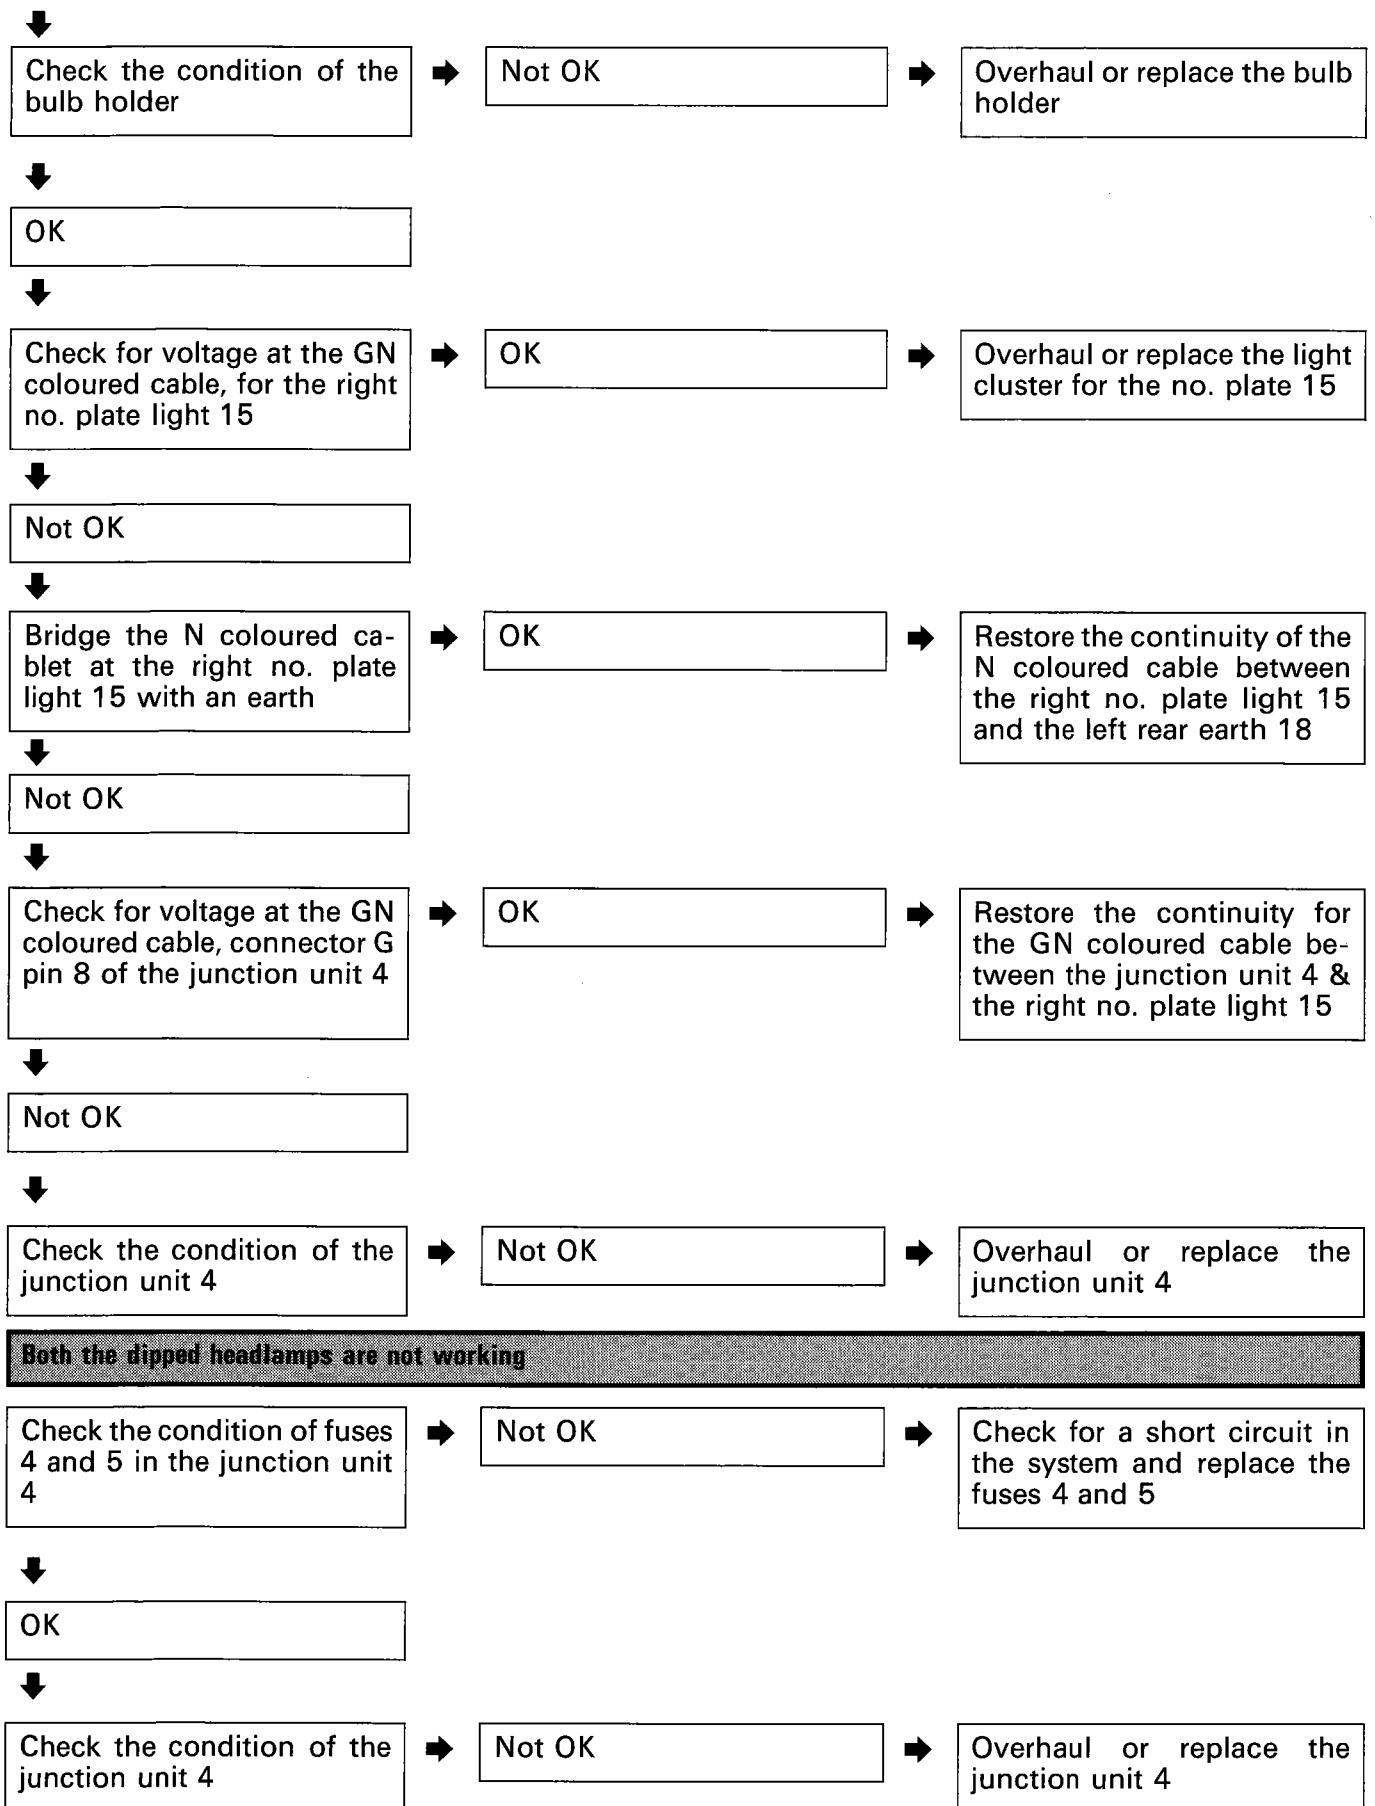 Check the condition of the
bulb holder
Not OK
Overhaul or replace the bulb
holder
OK
Check for voltage at the GN
coloured cable, for the right
no. plate light 15
OK
Overhaul or replace the light
cluster for the no. plate 15
Not OK
Bridge the N coloured ca-
blet at the right no. plate
light 15 with an earth
OK
Restore the continuity of the
N coloured cable between
the right no. plate light 15
and the left rear earth 18
Not OK
Check for voltage at the GN
coloured cable, connector G
pin 8 of the junction unit 4
OK
Restore the continuity for
the GN coloured cable be-
tween the junction unit 4 &
the right no. plate light 15
Not OK
Check the condition of the
junction unit 4
Not OK
Overhaul or replace the
junction unit 4
Both the dipped headlamps are not working
Check the condition of fuses
4 and 5 in the junction unit
4
Not OK
Check for a short circuit in
the system and replace the
fuses 4 and 5
OK
Check the condition of the
junction unit 4
Not OK
Overhaul or replace the
junction unit 4